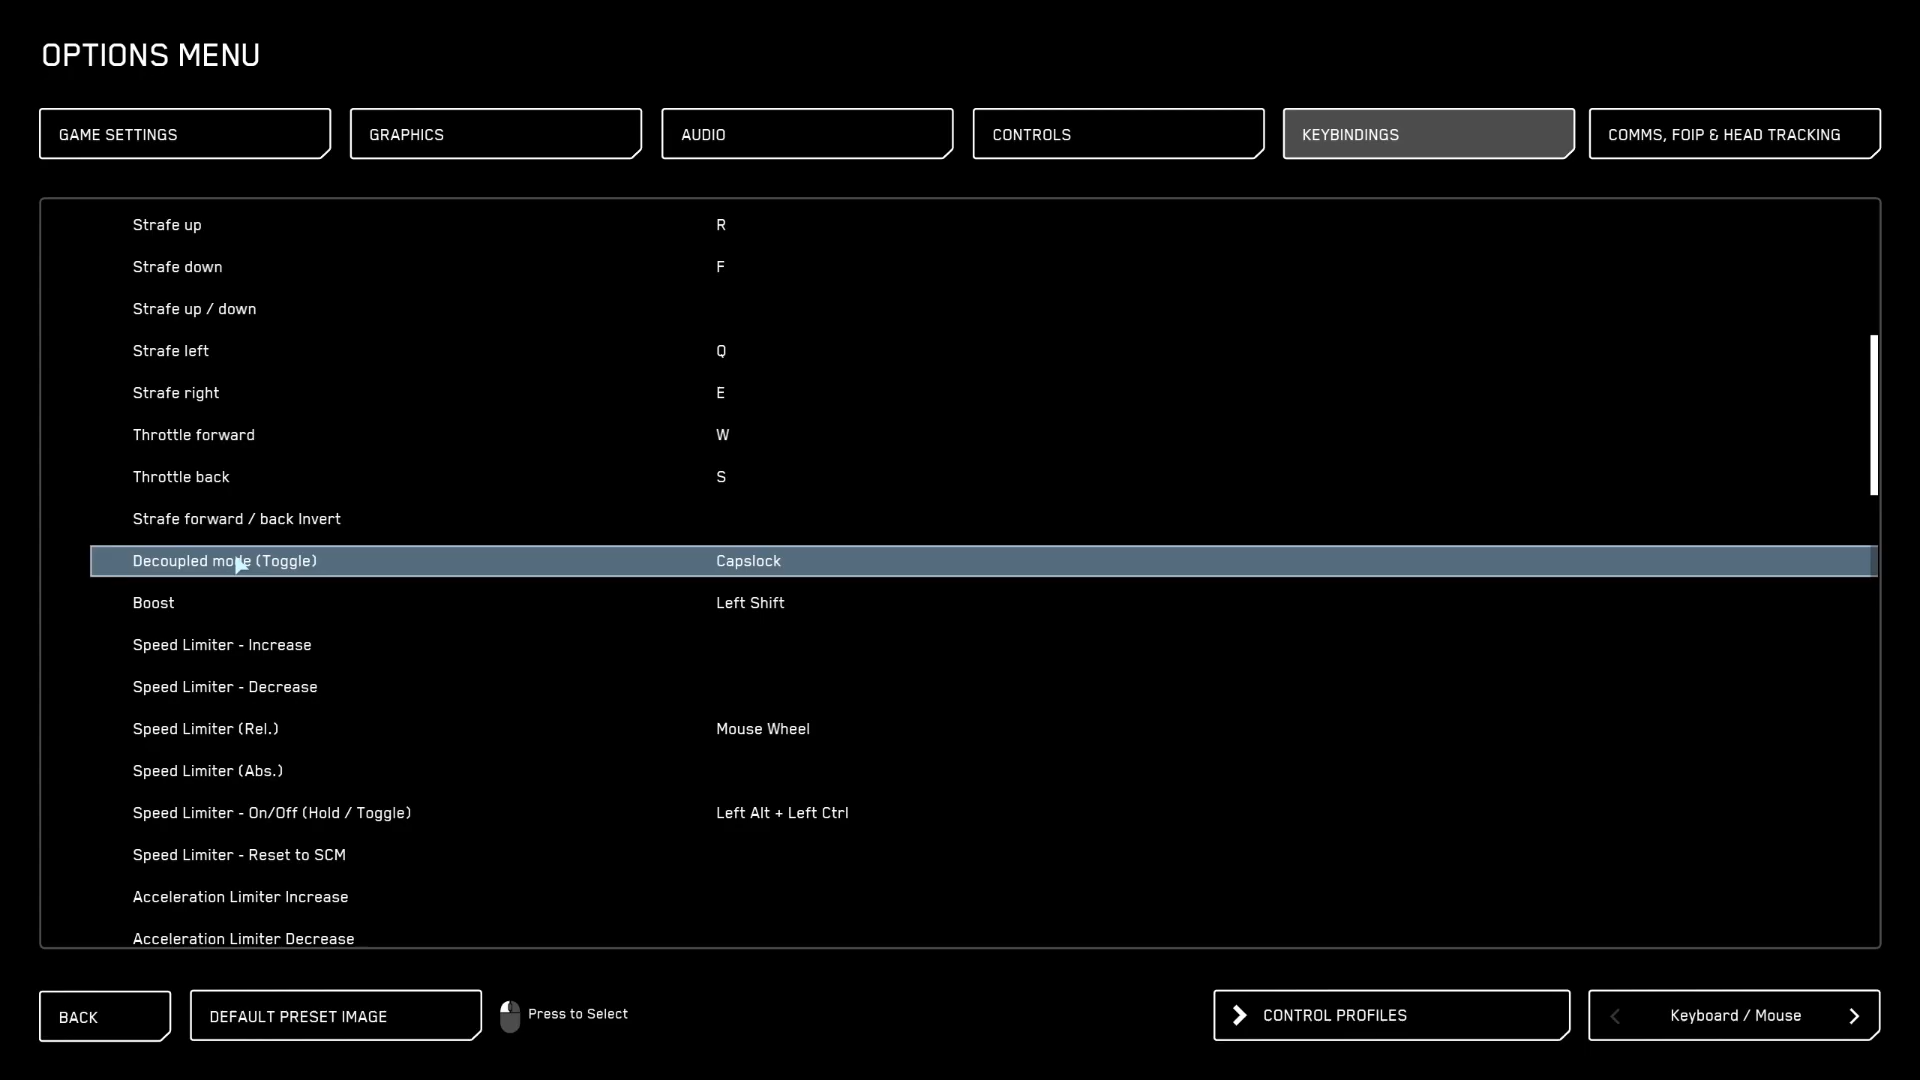 OPTIONS MENU
GAME SETTINGS
GRAPHICS
AUDIO
CONTROLS
KEYBINDINGS
COMMS, FOIP & HEAD TRACKING
Strafe up R
Strafe down F
Strafe up / down
Strafe left Q
Strafe right E
Throttle forward W
Throttle back S
Strafe forward / back Invert
Decoupled mode (Toggle) Capslock
Boost Left Shift
Speed Limiter - Increase
Speed Limiter - Decrease
Speed Limiter (Rel.) Mouse Wheel
Speed Limiter (Abs.)
Speed Limiter - On/Off (Hold / Toggle) Left Alt + Left Ctrl
Speed Limiter - Reset to SCM
Acceleration Limiter Increase
Acceleration Limiter Decrease
BACK
DEFAULT PRESET IMAGE
Press to Select
CONTROL PROFILES
Keyboard / Mouse